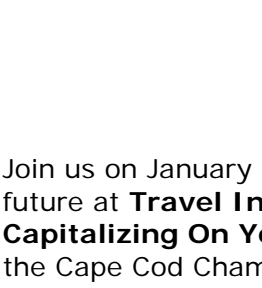 Join us on January
future at Travel In
Capitalizing On Yo
the Cape Cod Cham